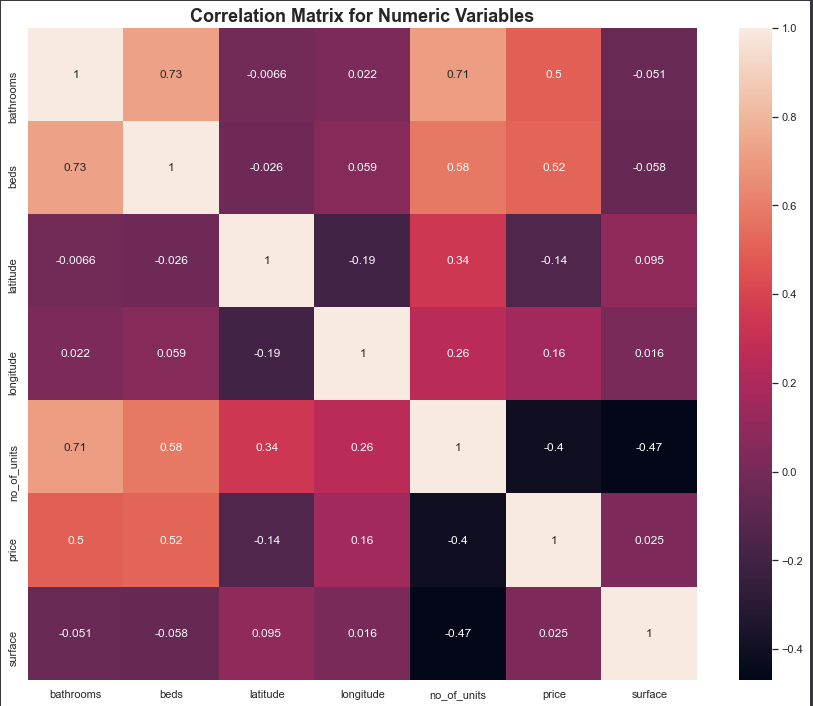 Correlation Matrix for Numeric Variables
bathrooms 1 0.73 -0.0066 0.022 0.71 0.5 -0.051
beds 0.73 1 -0.026 0.059 0.58 0.52 -0.058
latitude -0.0066 -0.026 1 -0.19 0.34 -0.14 0.095
longitude 0.022 0.059 -0.19 1 0.26 0.16 0.016
no_of_units 0.71 0.58 0.34 0.26 1 -0.4 -0.47
price 0.5 0.52 -0.14 0.16 -0.4 1 0.025
surface -0.051 -0.058 0.095 0.016 -0.47 0.025 1
bathrooms beds latitude longitude no_of_units price surface
1.0
0.8
0.6
0.4
0.2
0.0
−0.2
−0.4